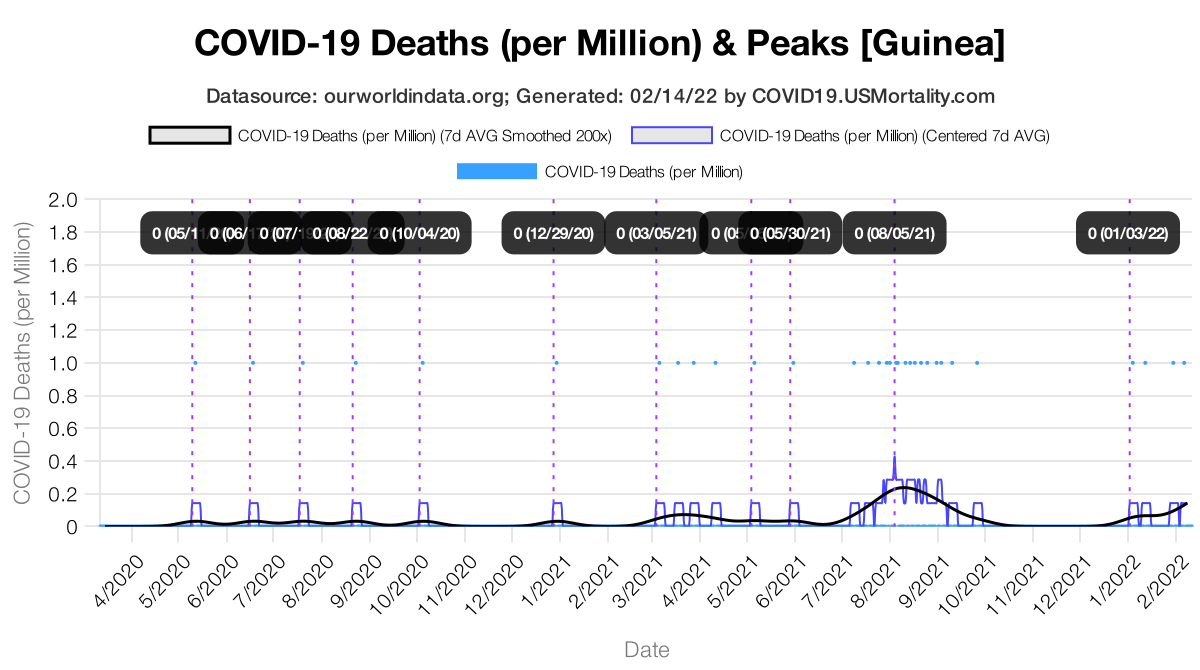 COVID-19 Deaths (per Million) & Peaks [Guinea]
Datasource: ourworldindata.org; Generated: 02/14/22 by COVID19.USMortality.com
COVID-19 Deaths (per Million) (7d AVG Smoothed 200x) COVID-19 Deaths (per Million) (Centered 7d AVG)
COVID-19 Deaths (per Million)
COVID-19 Deaths (per Million)
2.0
1.8
1.6
1.4
1.2
1.0
0.8
0.6
0.4
0.2
0
0 (10/04/20) 0 (12/29/20) 0 (03/05/21) 0 (05/30/21) 0 (08/05/21) 0 (01/03/22)
4/2020 5/2020 6/2020 7/2020 8/2020 9/2020 10/2020 11/2020 12/2020 1/2021 2/2021 3/2021 4/2021 5/2021 6/2021 7/2021 8/2021 9/2021 10/2021 11/2021 12/2021 1/2022 2/2022
Date